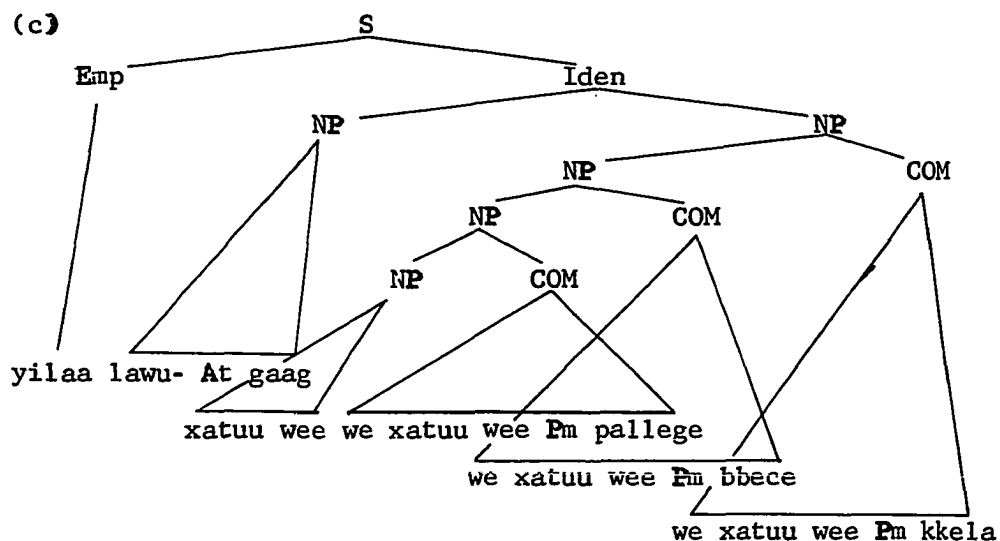 (c) S
Emp Iden
NP NP
NP COM
NP COM
NP COM
yilaa lawu- At gaag
xatuu wee we xatuu wee Pm pallege
we xatuu wee Pm bbece
we xatuu wee Pm kkela